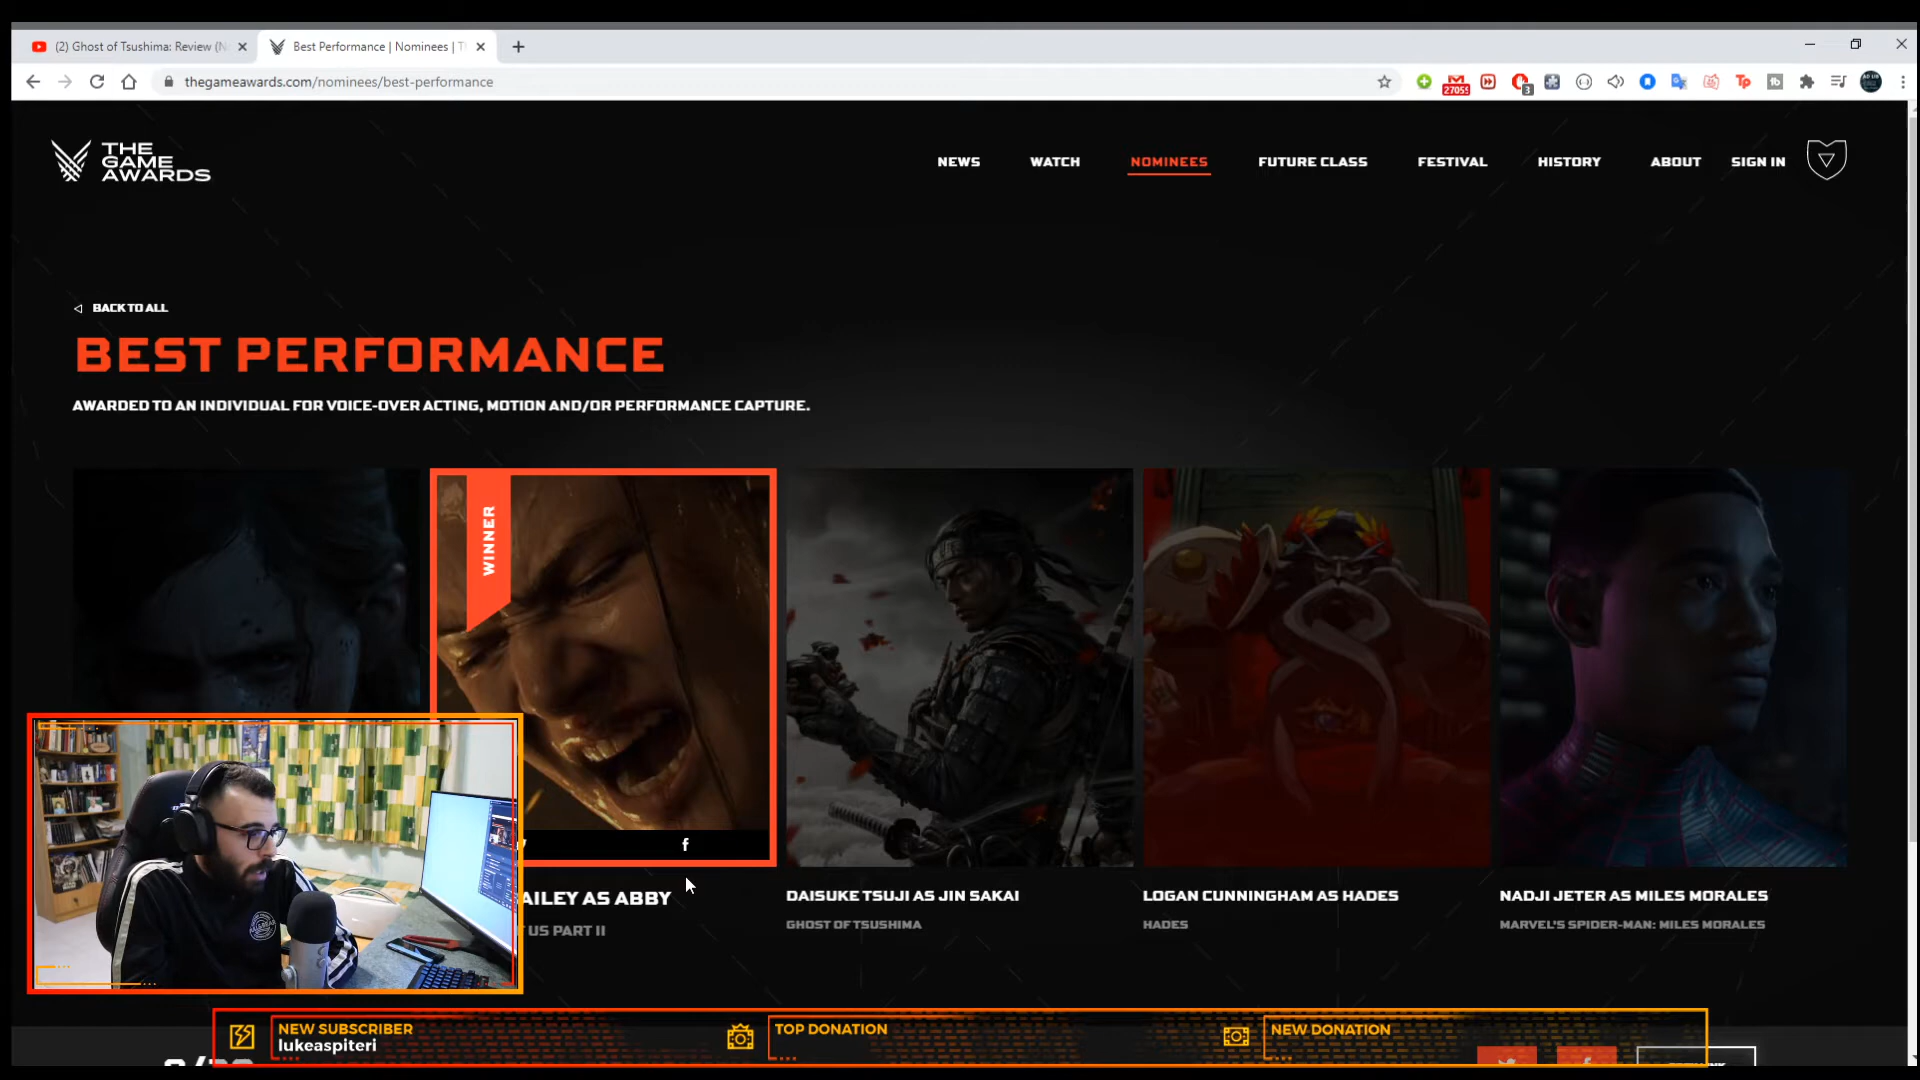 (2) Ghost of Tsushima: Review (N
Best Performance | Nominees | T
thegameawards.com/nominees/best-performance
27055
3
Tp
THE
GAME
AWARDS
NEWS
WATCH
NOMINEES
FUTURE CLASS
FESTIVAL
HISTORY
ABOUT
SIGN IN
BACK TO ALL
BEST PERFORMANCE
AWARDED TO AN INDIVIDUAL FOR VOICE-OVER ACTING, MOTION AND/OR PERFORMANCE CAPTURE.
WINNER
AILEY AS ABBY
US PART II
DAISUKE TSUJI AS JIN SAKAI
GHOST OF TSUSHIMA
LOGAN CUNNINGHAM AS HADES
HADES
NADJI JETER AS MILES MORALES
MARVEL'S SPIDER-MAN: MILES MORALES
NEW SUBSCRIBER
lukeaspiteri
TOP DONATION
NEW DONATION